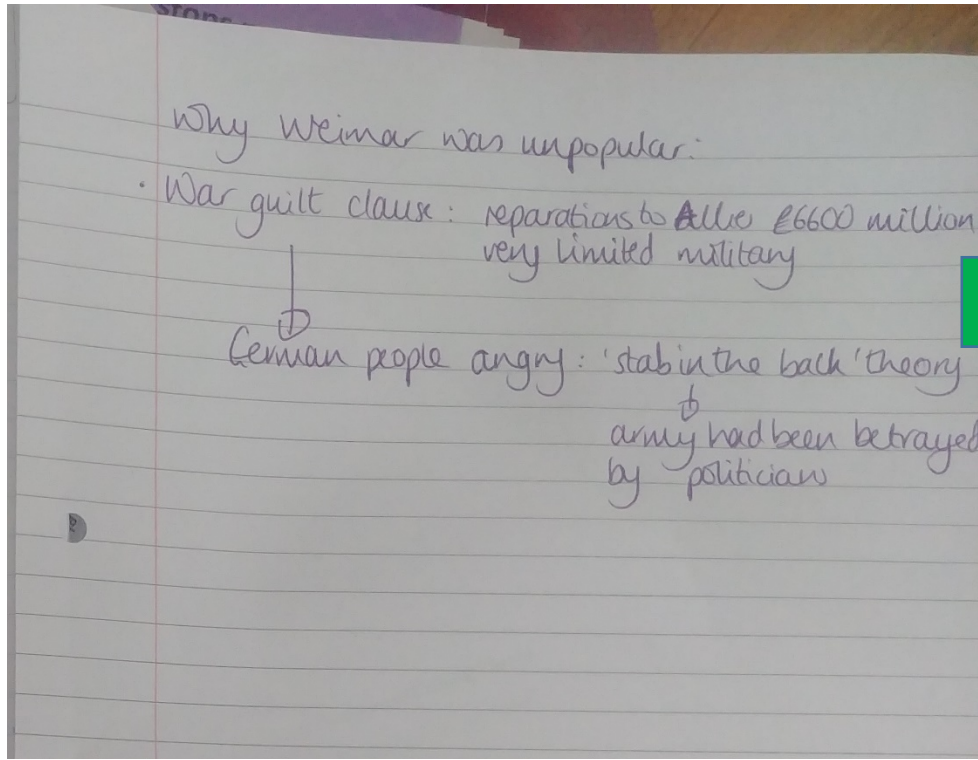 Why Weimar was unpopular:
· War guilt clause: reparations to Allie £6600 million
very limited military
German people angry: 'stab in the back' theory
army had been betrayed
by politicians